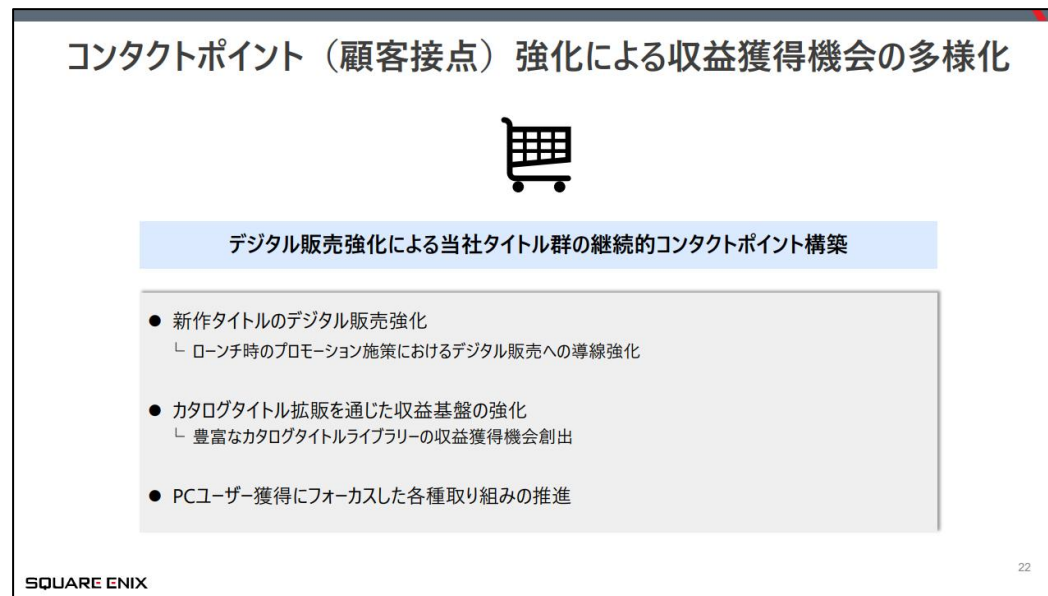 コンタクトポイント（顧客接点）強化による収益獲得機会の多様化
デジタル販売強化による当社タイトル群の継続的コンタクトポイント構築
● 新作タイトルのデジタル販売強化
└ ローンチ時のプロモーション施策におけるデジタル販売への導線強化
● カタログタイトル拡販を通じた収益基盤の強化
└ 豊富なカタログタイトルライブラリーの収益獲得機会創出
● PCユーザー獲得にフォーカスした各種取り組みの推進
22
SQUARE ENIX